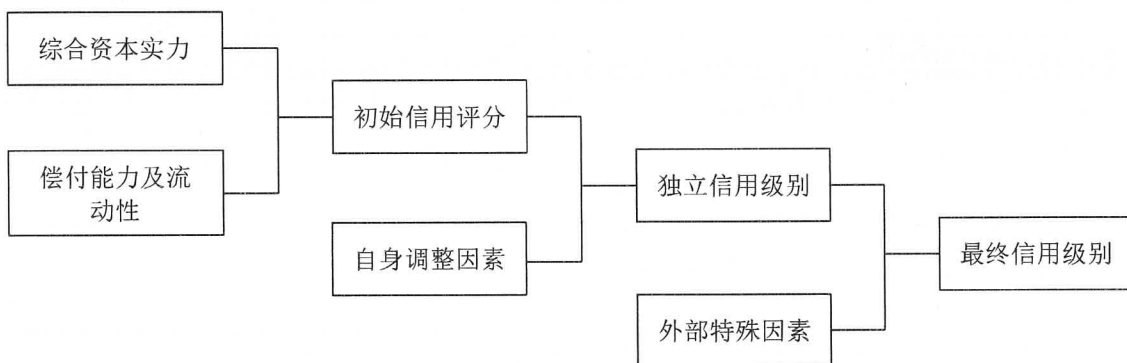 综合资本实力
偿付能力及流
动性
初始信用评分
自身调整因素
独立信用级别
外部特殊因素
最终信用级别